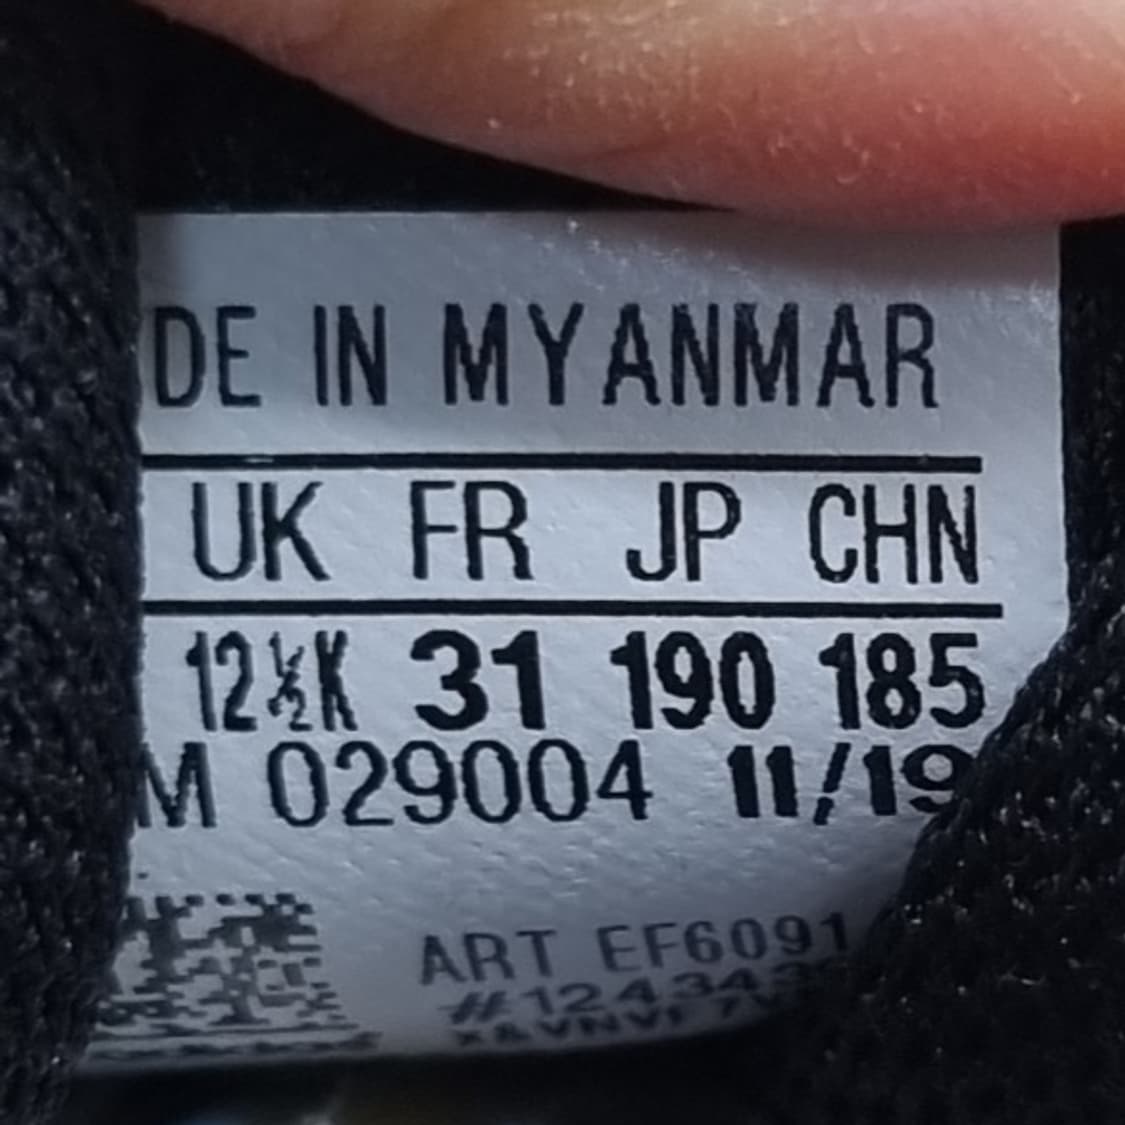 DE IN MYANMAR
UK FR JP CHN
12½K 31 190 185
M 029004 11/19
ART EF6091